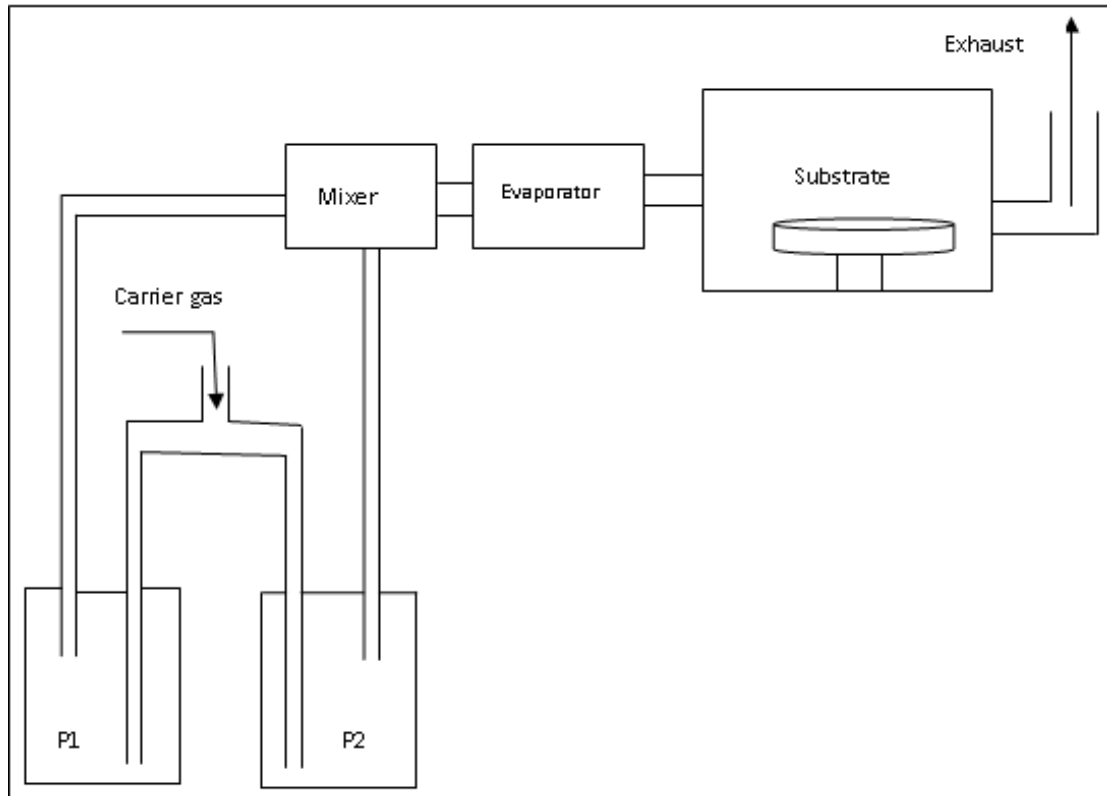 Exhaust
Mixer
Evaporator
Substrate
Carrier gas
P1
P2